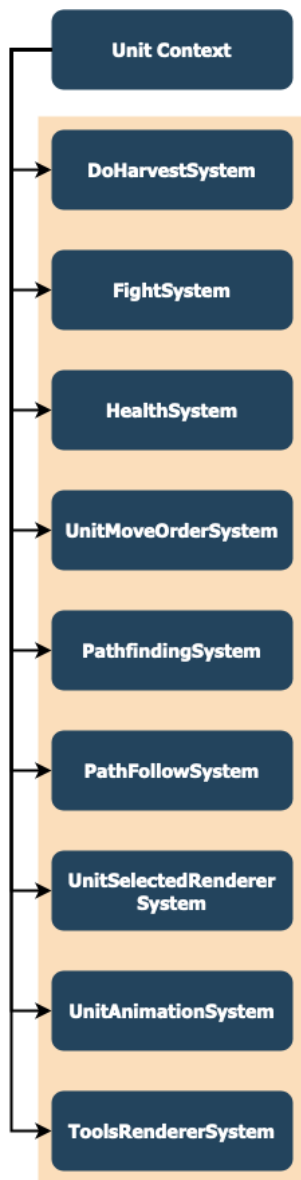 Unit Context
DoHarvestSystem
FightSystem
HealthSystem
UnitMoveOrderSystem
PathfindingSystem
PathFollowSystem
UnitSelectedRenderer
System
UnitAnimationSystem
ToolsRendererSystem